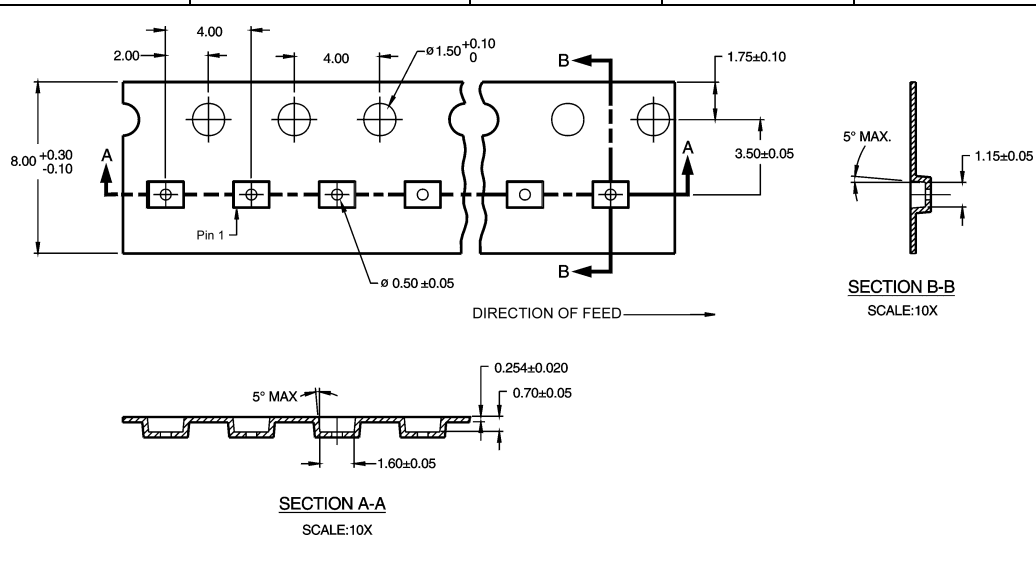 4.00
2.00
4.00
ø1.50 +0.10
0
B
1.75±0.10
8.00 +0.30
-0.10
A
A
3.50±0.05
5° MAX.
1.15±0.05
Pin 1
ø 0.50 ±0.05
B
DIRECTION OF FEED
SECTION B-B
SCALE:10X
0.254±0.020
5° MAX
0.70±0.05
1.60±0.05
SECTION A-A
SCALE:10X